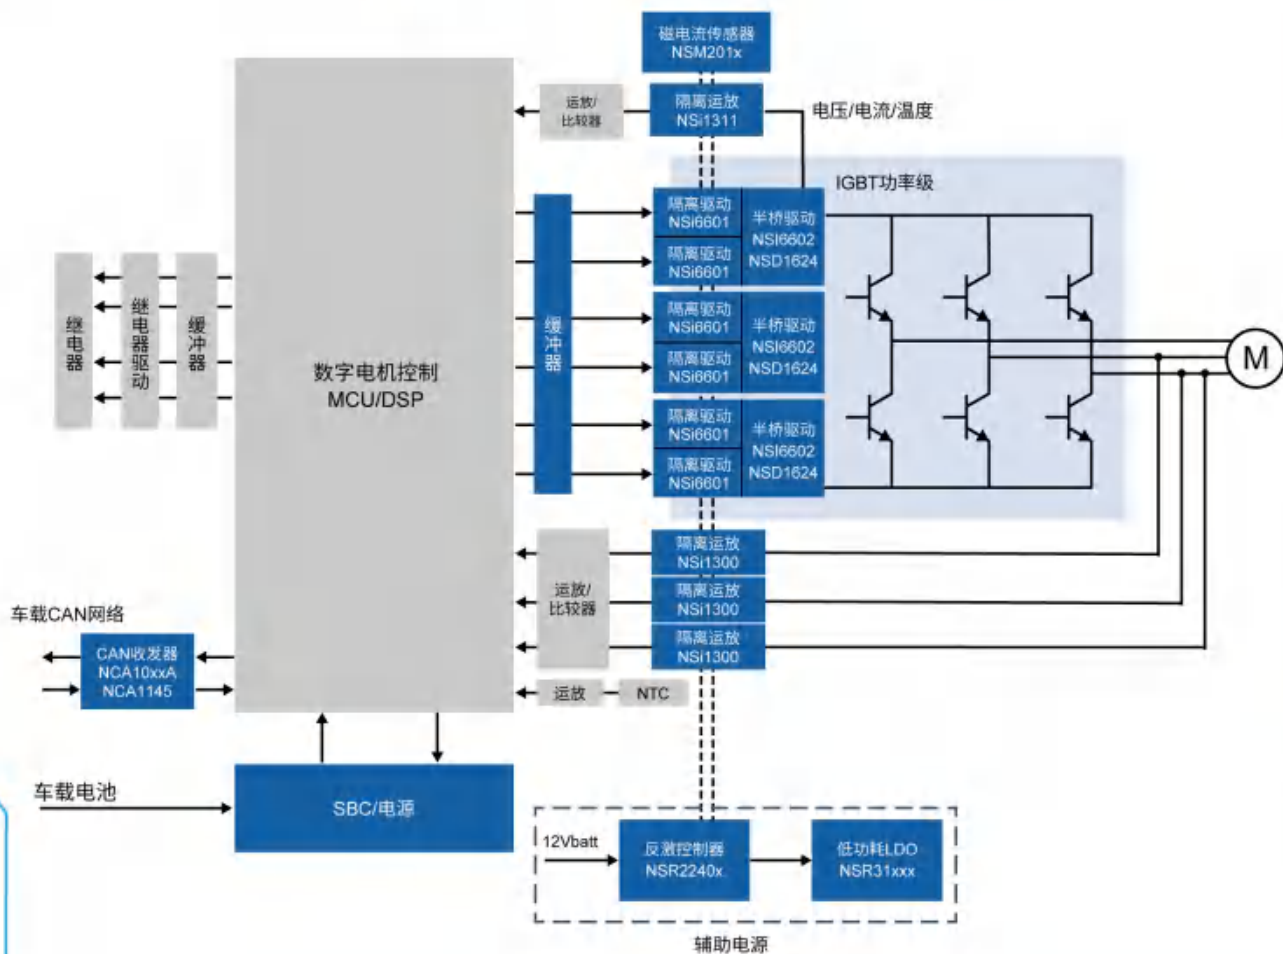 磁电流传感器
NSM201x
运放/
比较器
隔离运放
NSi1311
电压/电流/温度
IGBT功率级
隔离驱动
NSi6601
隔离驱动
NSi6601
半桥驱动
NSI6602
NSD1624
隔离驱动
NSi6601
隔离驱动
NSi6601
半桥驱动
NSI6602
NSD1624
隔离驱动
NSi6601
隔离驱动
NSi6601
半桥驱动
NSI6602
NSD1624
继电器
继电器驱动
缓冲器
数字电机控制
MCU/DSP
缓冲器
M
运放/
比较器
隔离运放
NSi1300
隔离运放
NSi1300
隔离运放
NSi1300
车载CAN网络
CAN收发器
NCA10xxA
NCA1145
运放
NTC
车载电池
SBC/电源
12Vbatt
反激控制器
NSR2240x
低功耗LDO
NSR31xxx
辅助电源